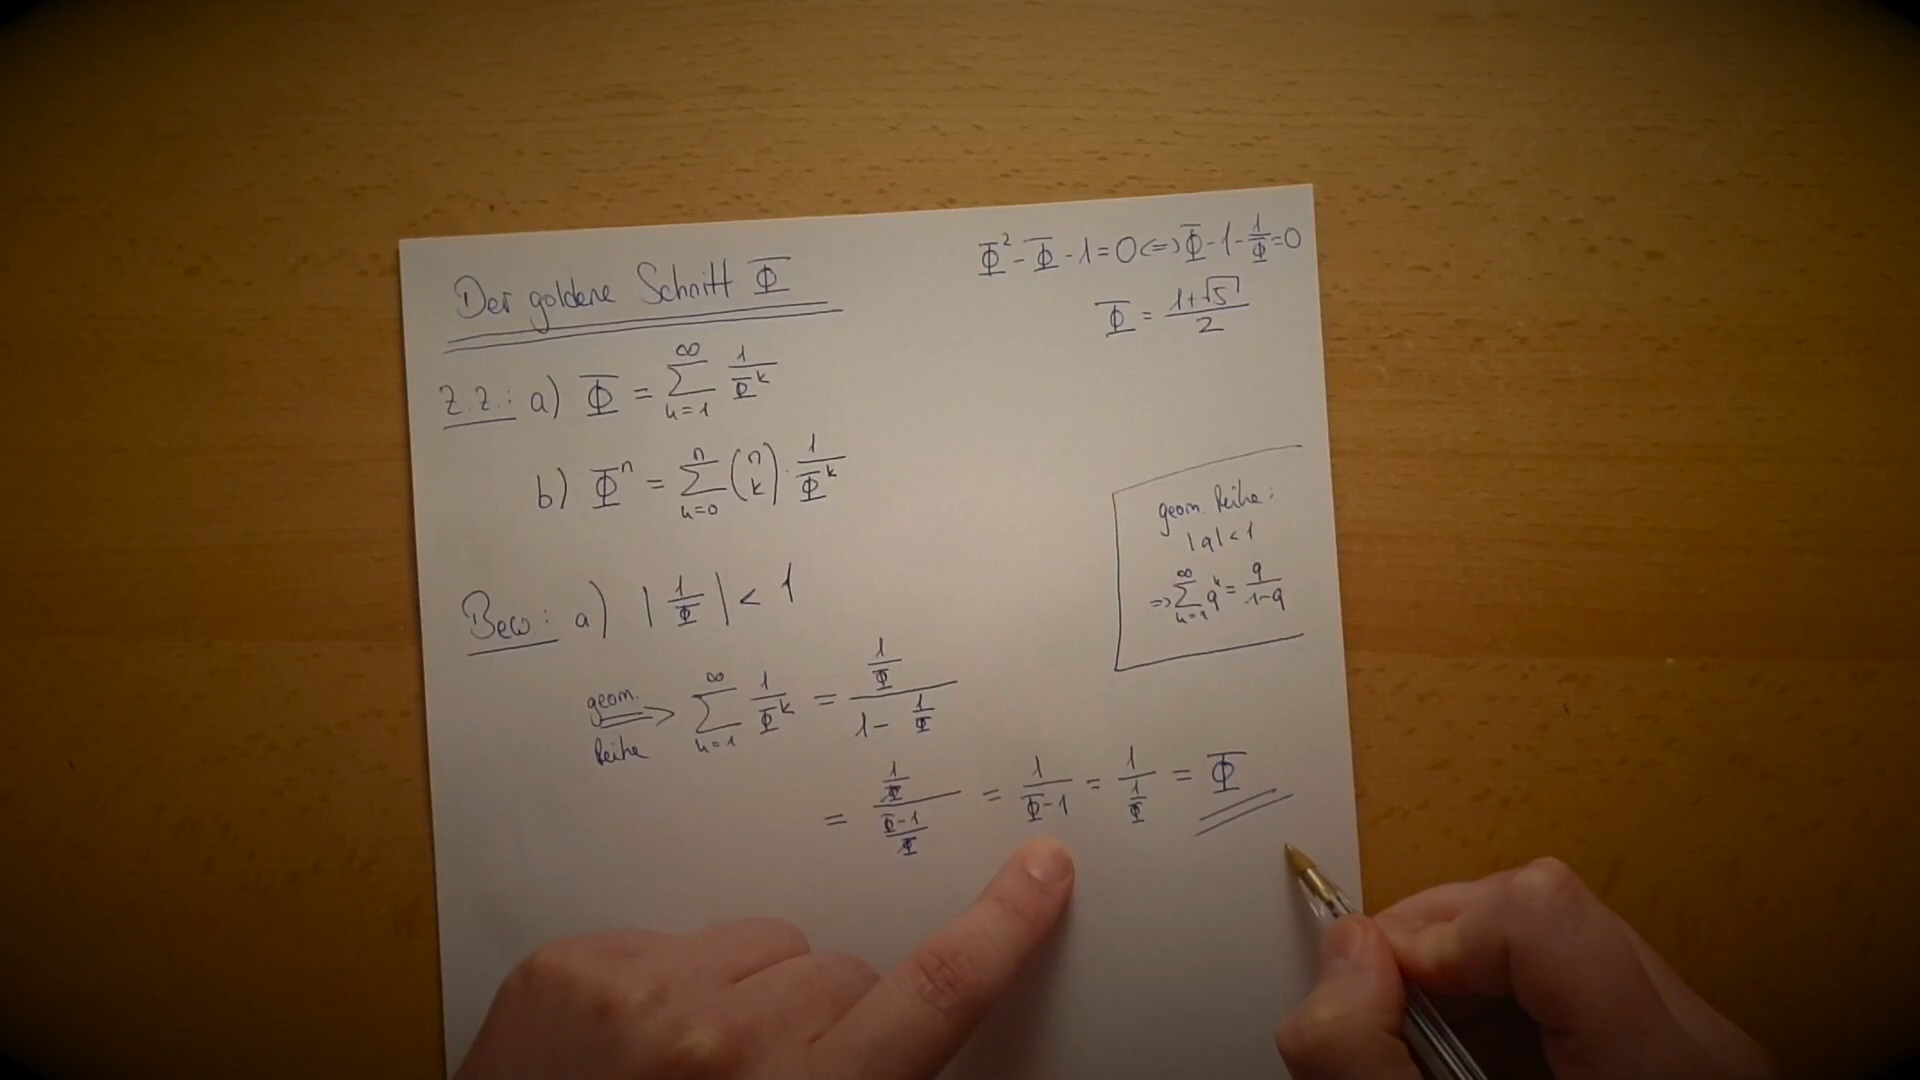 Der goldene Schnitt Φ
Φ² - Φ - 1 = 0 <=> Φ - 1 - 1/Φ = 0
Φ = (1+√5)/2
Z.Z.: a) Φ = ∑_{k=1}^{∞} 1/Φ^k
b) Φ^n = ∑_{k=0}^{n} (n k) · 1/Φ^k
geom. Reihe:
|q| < 1
=> ∑_{k=1}^{∞} q^k = q/(1-q)
Bew.: a) |1/Φ| < 1
geom. Reihe => ∑_{k=1}^{∞} 1/Φ^k = (1/Φ)/(1 - 1/Φ)
= (1/Φ)/((Φ-1)/Φ) = 1/(Φ-1) = 1/(1/Φ) = Φ